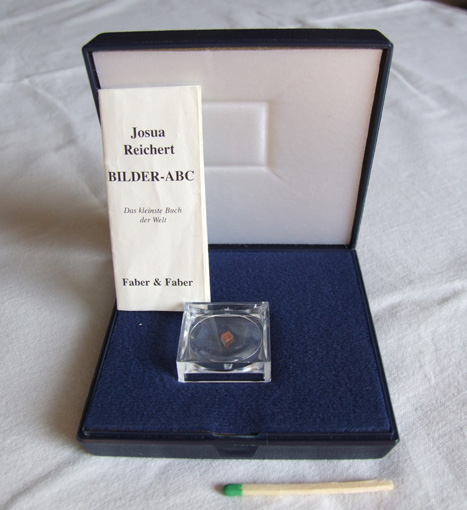 Josua
Reichert
BILDER-ABC
Das kleinste Buch
der Welt
Faber & Faber